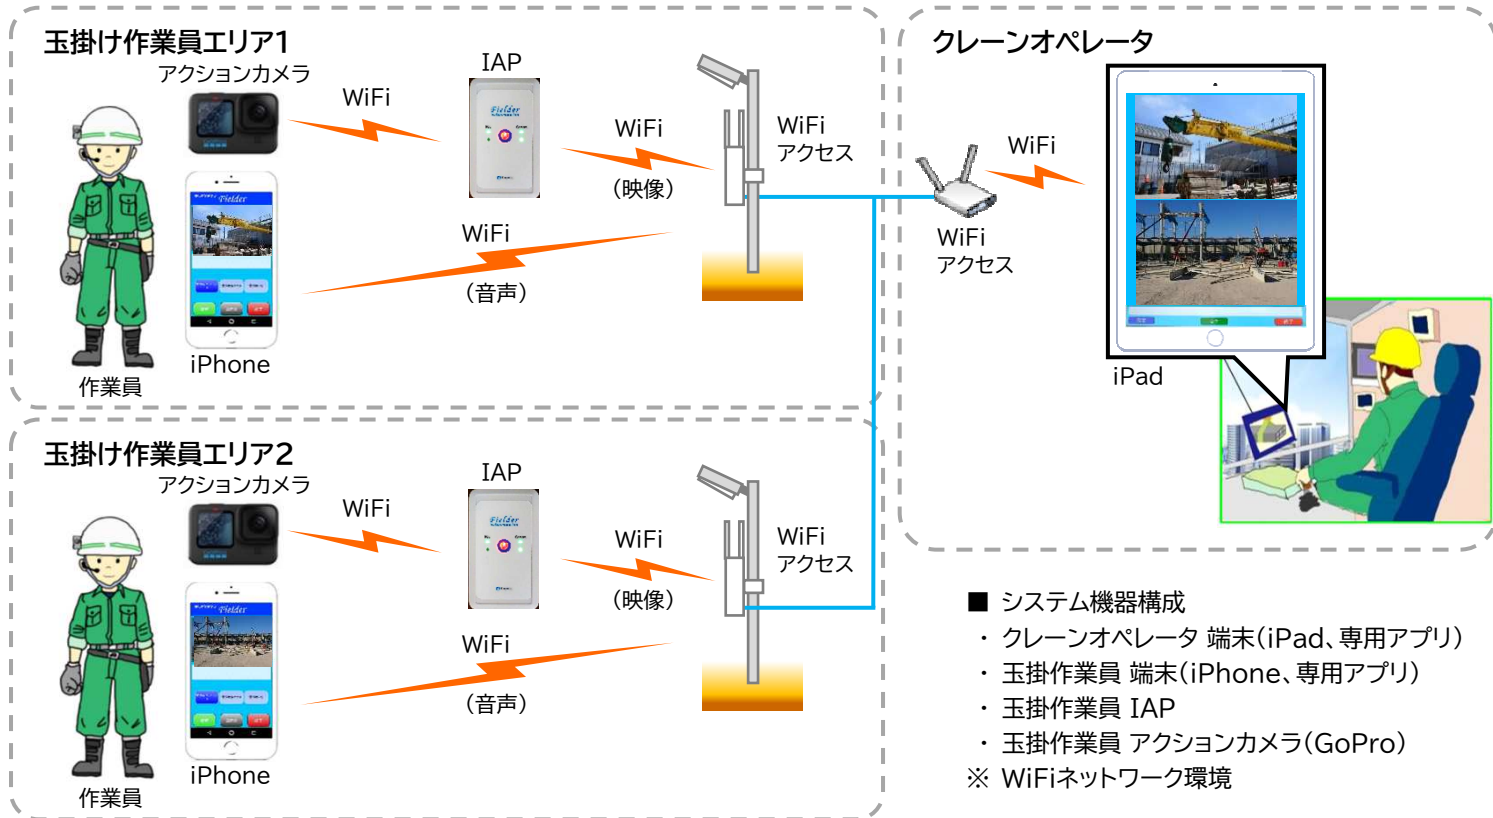 玉掛け作業員エリア1
アクションカメラ
WiFi
IAP
Fielder
WiFi
(映像)
WiFi
アクセス
Fielder
WiFi
(音声)
iPhone
作業員
クレーンオペレータ
WiFi
WiFi
アクセス
iPad
玉掛け作業員エリア2
アクションカメラ
WiFi
IAP
Fielder
WiFi
(映像)
WiFi
アクセス
Fielder
WiFi
(音声)
iPhone
作業員
■ システム機器構成
・ クレーンオペレータ 端末(iPad、専用アプリ)
・ 玉掛作業員 端末(iPhone、専用アプリ)
・ 玉掛作業員 IAP
・ 玉掛作業員 アクションカメラ(GoPro)
※ WiFiネットワーク環境